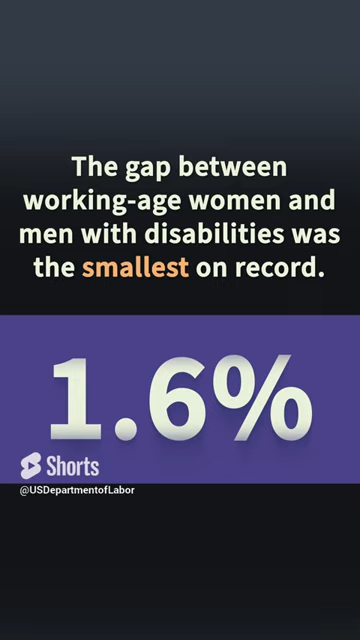 The gap between
working-age women and
men with disabilities was
the smallest on record.
1.6%
Shorts
@USDepartmentofLabor